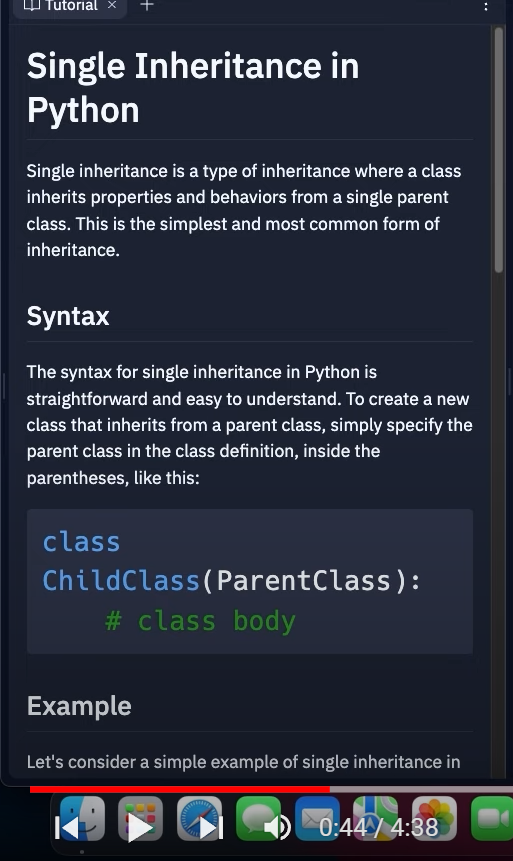 Tutorial
Single Inheritance in
Python
Single inheritance is a type of inheritance where a class
inherits properties and behaviors from a single parent
class. This is the simplest and most common form of
inheritance.
Syntax
The syntax for single inheritance in Python is
straightforward and easy to understand. To create a new
class that inherits from a parent class, simply specify the
parent class in the class definition, inside the
parentheses, like this:
class
ChildClass(ParentClass):
    # class body
Example
Let's consider a simple example of single inheritance in
0:44 / 4:38